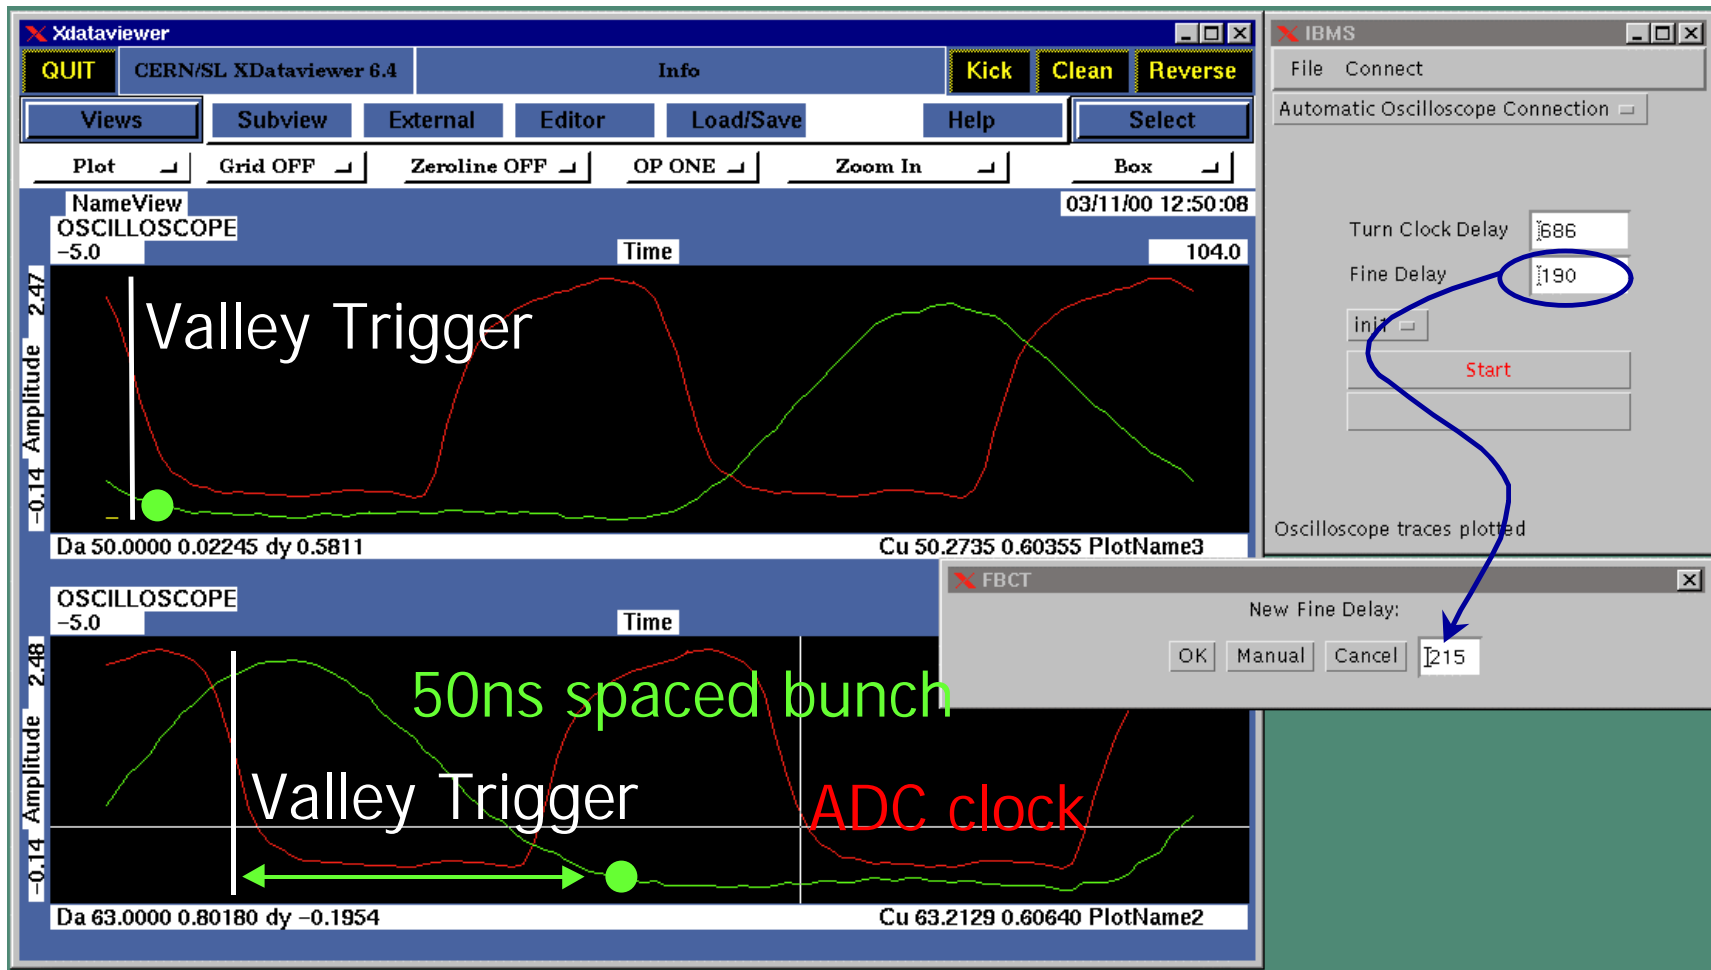 Xdataviewer
QUIT CERN/SL XDataviewer 6.4 Info Kick Clean Reverse
Views Subview External Editor Load/Save Help Select
Plot Grid OFF Zeroline OFF OP ONE Zoom In Box
NameView 03/11/00 12:50:08
OSCILLOSCOPE
-5.0 Time 104.0
-0.14 Amplitude 2.47
Valley Trigger
Da 50.0000 0.02245 dy 0.5811 Cu 50.2735 0.60355 PlotName3
OSCILLOSCOPE
-5.0 Time
-0.14 Amplitude 2.48
50ns spaced bunch
Valley Trigger
ADC clock
Da 63.0000 0.80180 dy -0.1954 Cu 63.2129 0.60640 PlotName2
IBMS
File Connect
Automatic Oscilloscope Connection
Turn Clock Delay 686
Fine Delay 190
inj1
Start
Oscilloscope traces plotted
FBCT
New Fine Delay:
OK Manual Cancel 215